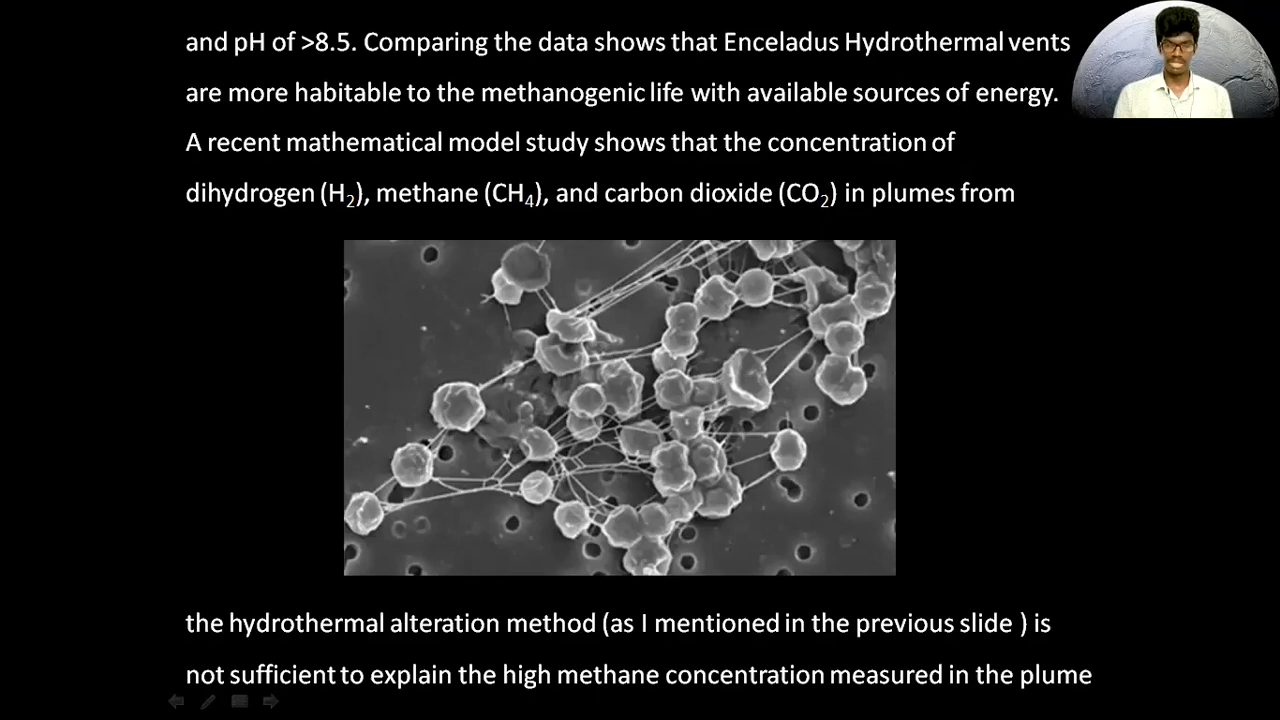 and pH of >8.5. Comparing the data shows that Enceladus Hydrothermal vents
are more habitable to the methanogenic life with available sources of energy.
A recent mathematical model study shows that the concentration of
dihydrogen (H₂), methane (CH₄), and carbon dioxide (CO₂) in plumes from
the hydrothermal alteration method (as I mentioned in the previous slide ) is
not sufficient to explain the high methane concentration measured in the plume